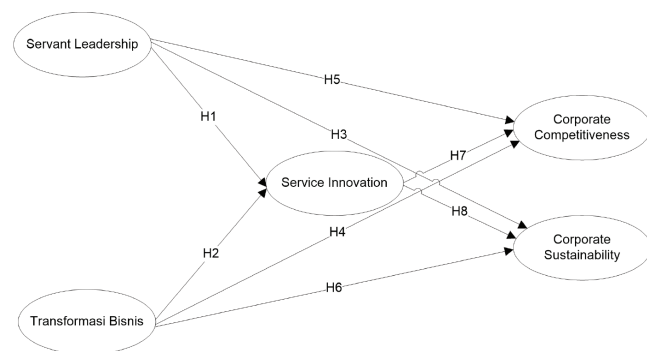 Servant Leadership
H5
H1
H3
Corporate
Competitiveness
H7
Service Innovation
H8
H4
H2
Corporate
Sustainability
H6
Transformasi Bisnis